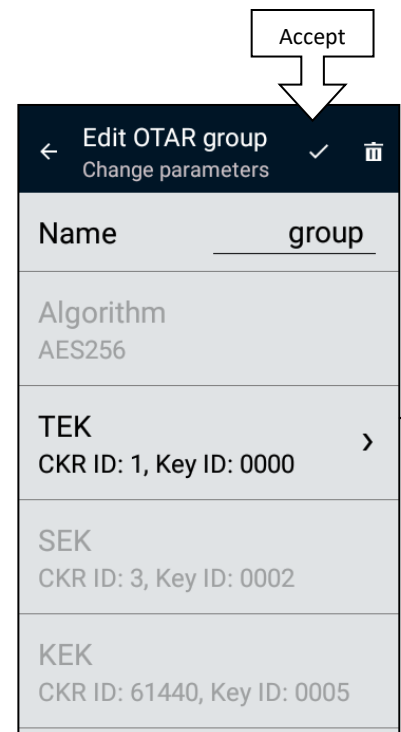 Accept
Edit OTAR group
Change parameters
Name group
Algorithm
AES256
TEK
CKR ID: 1, Key ID: 0000
SEK
CKR ID: 3, Key ID: 0002
KEK
CKR ID: 61440, Key ID: 0005